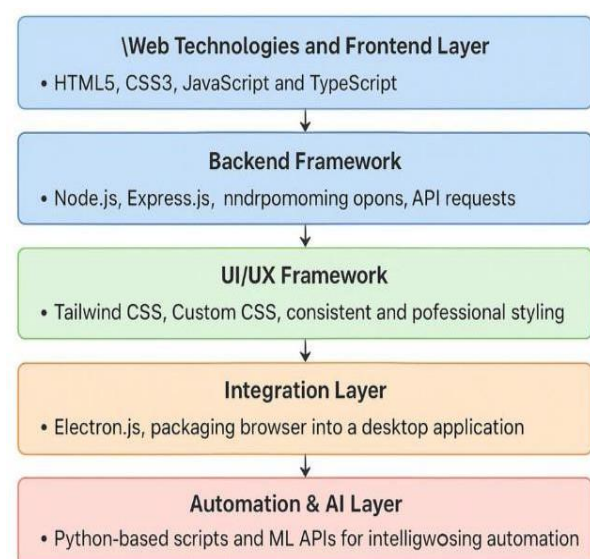 \Web Technologies and Frontend Layer
• HTML5, CSS3, JavaScript and TypeScript
Backend Framework
• Node.js, Express.js, nndrpomoming opons, API requests
UI/UX Framework
• Tailwind CSS, Custom CSS, consistent and pofessional styling
Integration Layer
• Electron.js, packaging browser into a desktop application
Automation & AI Layer
• Python-based scripts and ML APIs for intelligwosing automation